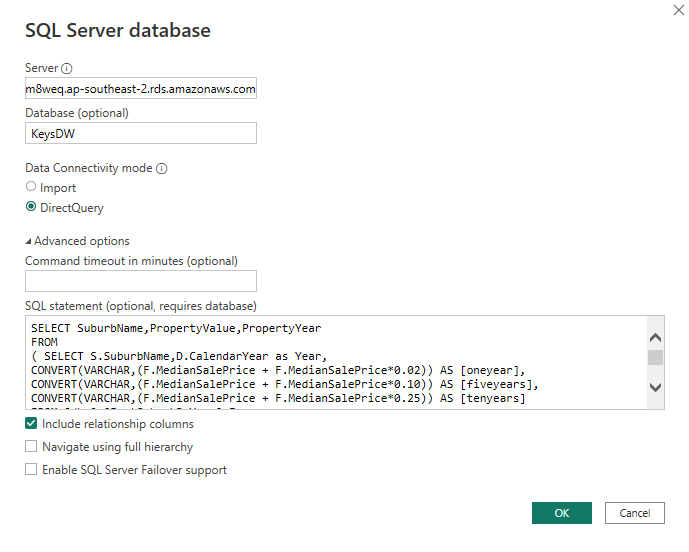 SQL Server database
Server
m8weq.ap-southeast-2.rds.amazonaws.com
Database (optional)
KeysDW
Data Connectivity mode
Import
DirectQuery
Advanced options
Command timeout in minutes (optional)
SQL statement (optional, requires database)
SELECT SuburbName,PropertyValue,PropertyYear
FROM
( SELECT S.SuburbName,D.CalendarYear as Year,
CONVERT(VARCHAR,(F.MedianSalePrice + F.MedianSalePrice*0.02)) AS [oneyear],
CONVERT(VARCHAR,(F.MedianSalePrice + F.MedianSalePrice*0.10)) AS [fiveyears],
CONVERT(VARCHAR,(F.MedianSalePrice + F.MedianSalePrice*0.25)) AS [tenyears]
Include relationship columns
Navigate using full hierarchy
Enable SQL Server Failover support
OK
Cancel